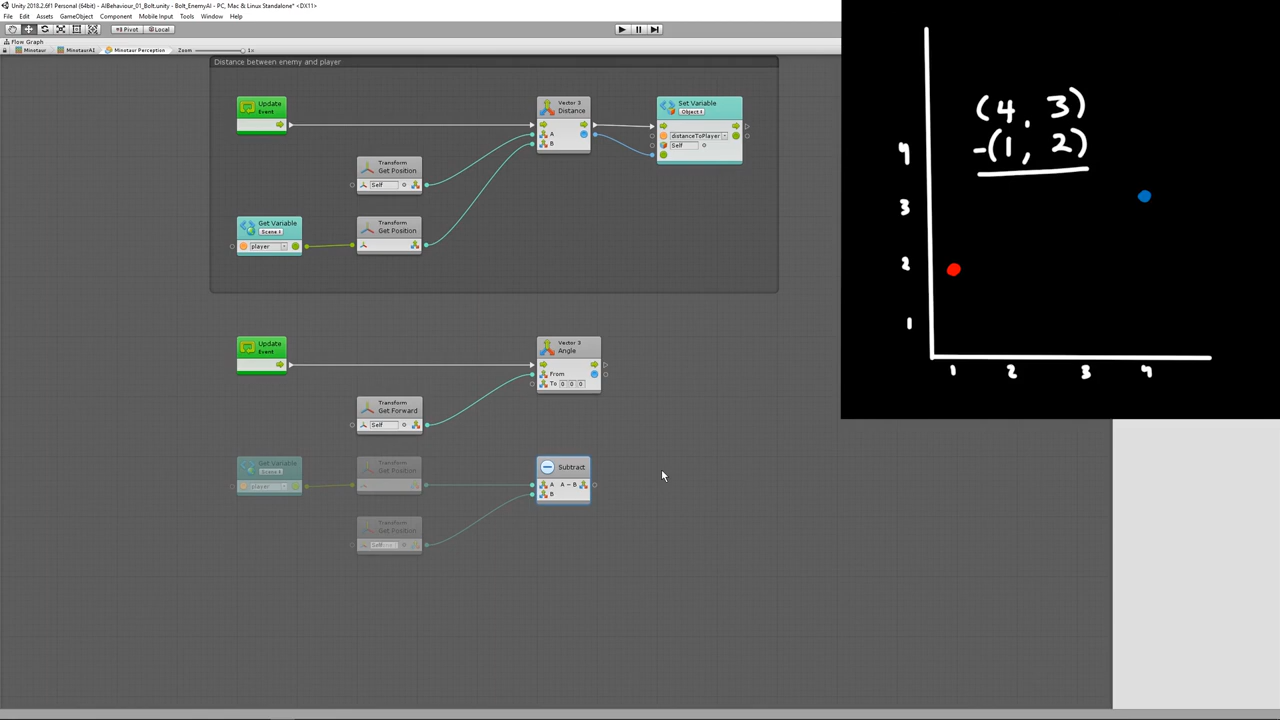 Unity 2018.2.6f1 Personal (64bit) - AIBehaviour_01_Bolt.unity - Bolt_EnemyAI - PC, Mac & Linux Standalone* <DX11>
File Edit Assets GameObject Component Mobile Input Tools Window Help
Pivot Local
Flow Graph
Minotaur MinotaurAI Minotaur Perception Zoom 1x
Distance between enemy and player
Update
Event
Vector 3
Distance
A
B
Set Variable
Object
distanceToPlayer
Self
Transform
Get Position
Self
Get Variable
Scene
player
Transform
Get Position
Update
Event
Vector 3
Angle
From
To 0 0 0
Transform
Get Forward
Self
Get Variable
Scene
player
Transform
Get Position
Subtract
A A − B
B
Transform
Get Position
Self
(4, 3)
-(1, 2)
4
3
2
1
1 2 3 4